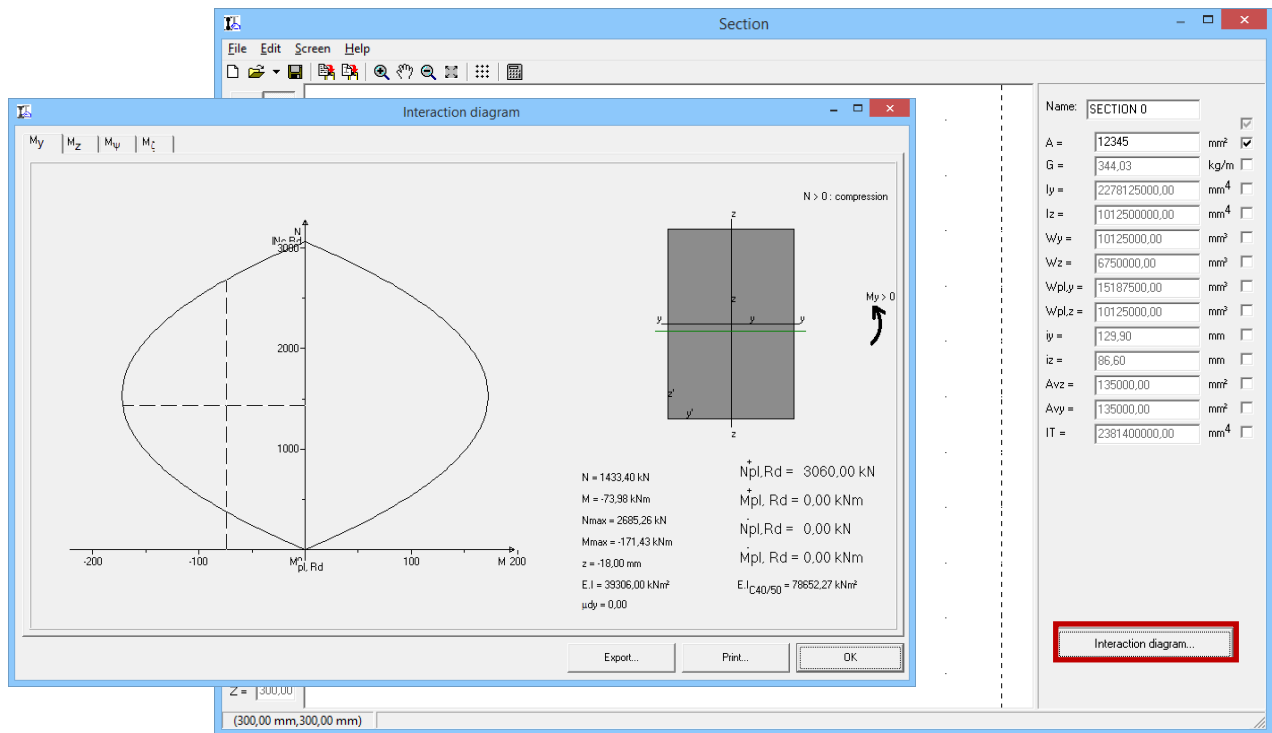 Section
File Edit Screen Help
Interaction diagram
My Mz Mψ Mζ
N > 0 : compression
z
N
3000
My > 0
z
y y y
2000
z'
y'
z
1000
-200 -100 100 M 200
pl, Rd
N = 1433,40 kN
M = -73,98 kNm
Nmax = 2685,26 kN
Mmax = -171,43 kNm
z = -18,00 mm
E.I = 39306,00 kNm²
μdy = 0,00
+
Npl,Rd = 3060,00 kN
+
Mpl, Rd = 0,00 kNm
-
Npl,Rd = 0,00 kN
-
Mpl, Rd = 0,00 kNm
E.I C40/50 = 78652,27 kNm²
Export... Print... OK
Name: SECTION 0
A = 12345 mm²
G = 344,03 kg/m
Iy = 2278125000,00 mm4
Iz = 1012500000,00 mm4
Wy = 10125000,00 mm³
Wz = 6750000,00 mm³
Wpl,y = 15187500,00 mm³
Wpl,z = 10125000,00 mm³
iy = 129,90 mm
iz = 86,60 mm
Avz = 135000,00 mm²
Avy = 135000,00 mm²
IT = 2381400000,00 mm4
Interaction diagram...
Z = 300,00
(300,00 mm,300,00 mm)